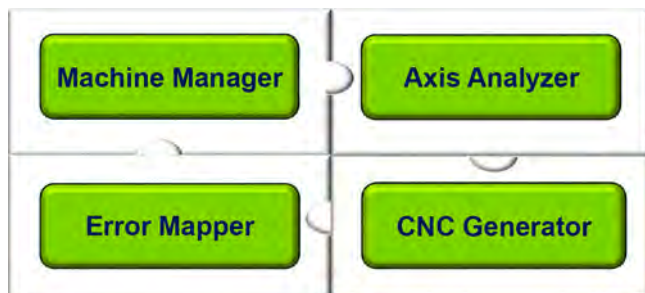 Machine Manager
Axis Analyzer
Error Mapper
CNC Generator